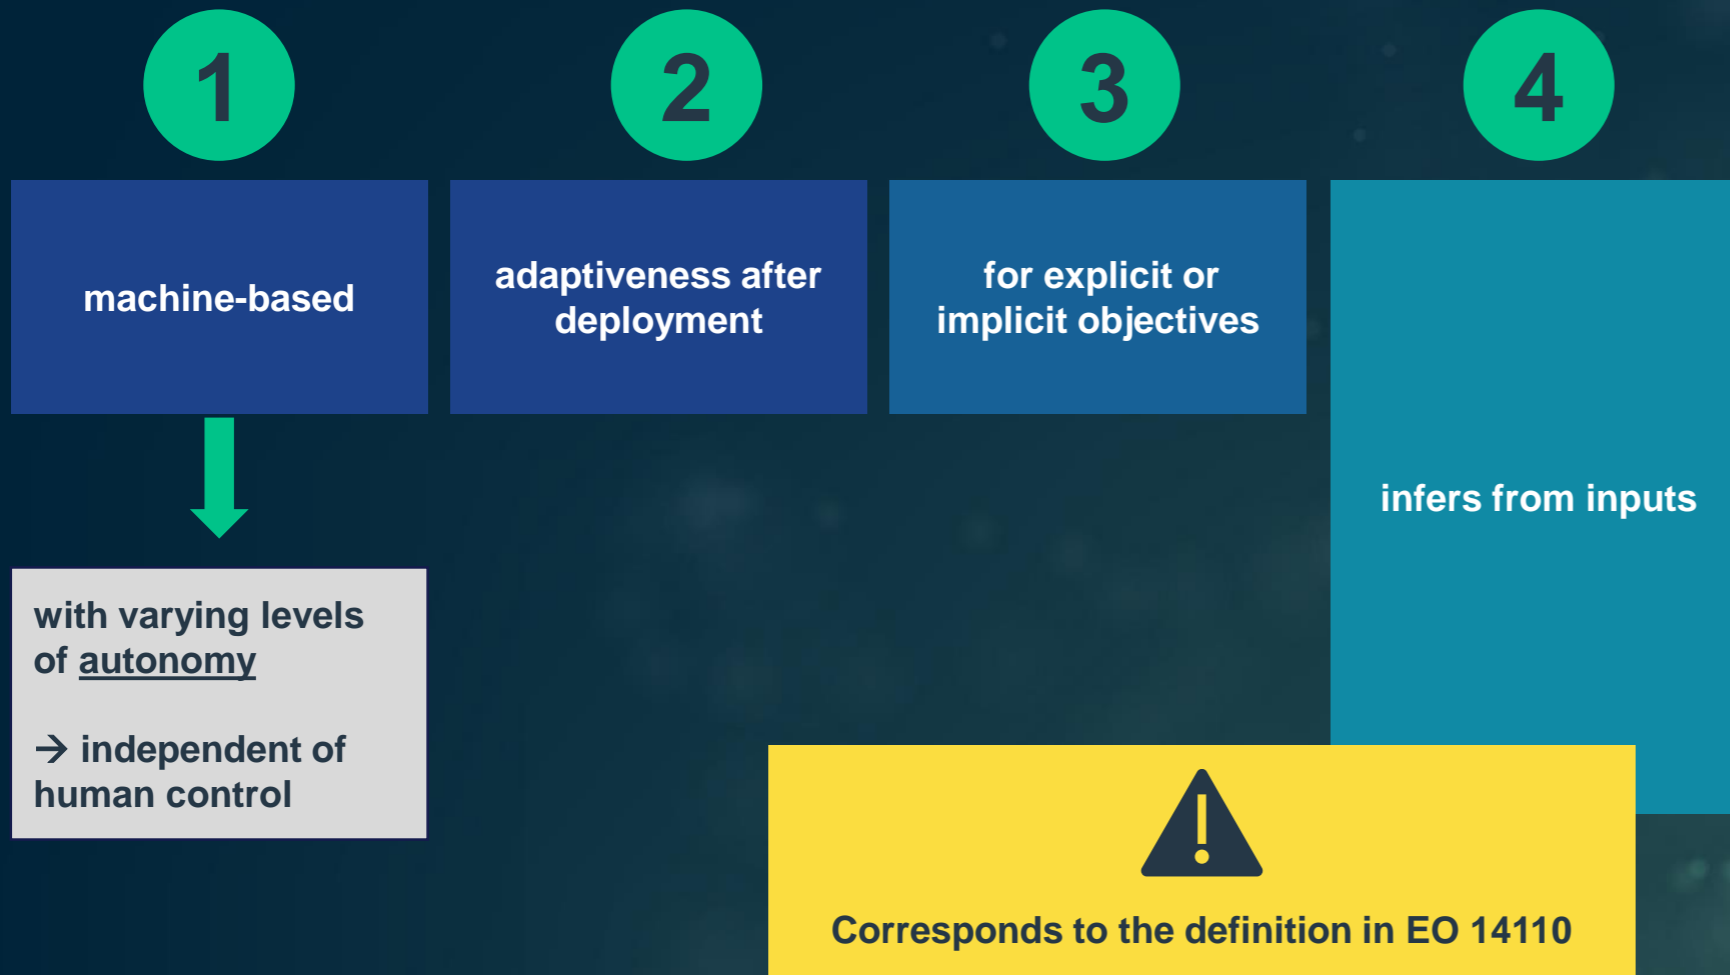 1
2
3
4
machine-based
adaptiveness after
deployment
for explicit or
implicit objectives
infers from inputs
with varying levels
of autonomy
→ independent of
human control
Corresponds to the definition in EO 14110